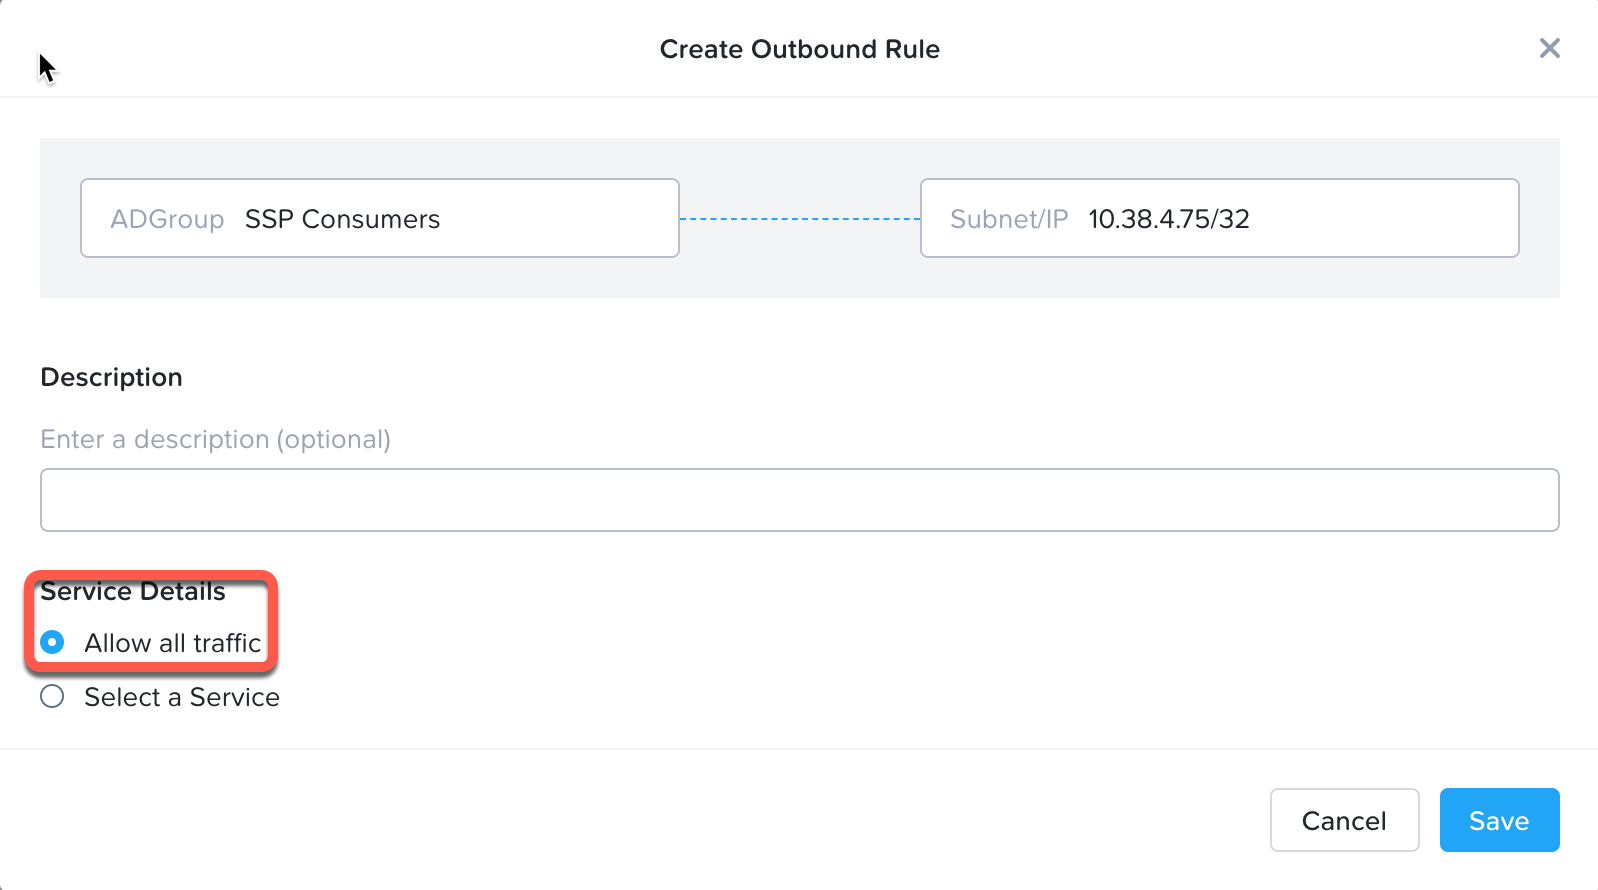 Create Outbound Rule
ADGroup SSP Consumers
Subnet/IP 10.38.4.75/32
Description
Enter a description (optional)
Service Details
Allow all traffic
Select a Service
Cancel Save